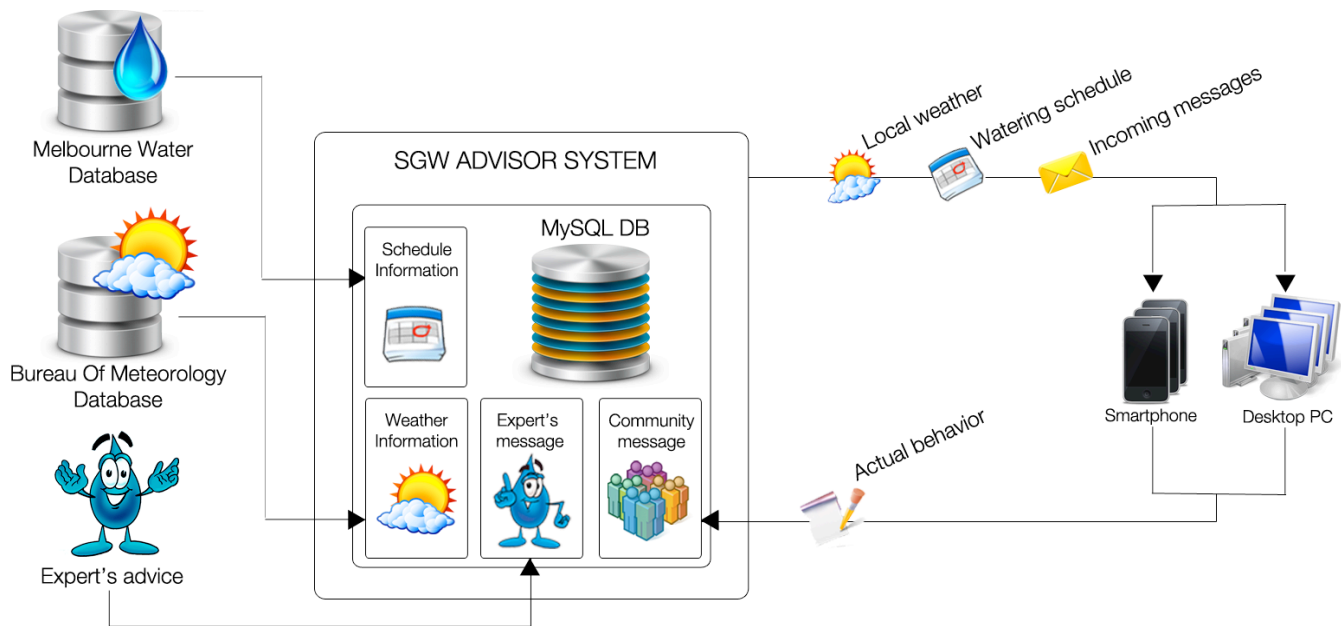 Melbourne Water
Database
Bureau Of Meteorology
Database
Expert's advice
SGW ADVISOR SYSTEM
MySQL DB
Schedule
Information
Weather
Information
Expert's
message
Community
message
Local weather
Watering schedule
Incoming messages
Smartphone
Desktop PC
Actual behavior